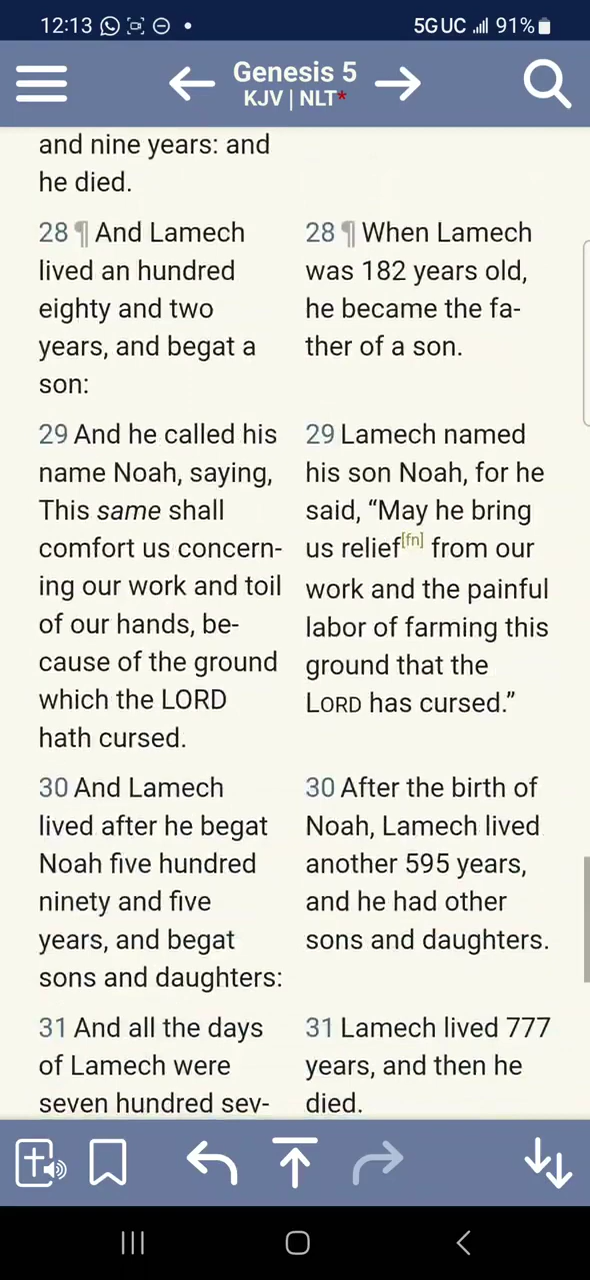 12:13
5G UC 91%
Genesis 5
KJV | NLT*
and nine years: and
he died.
28 ¶ And Lamech
lived an hundred
eighty and two
years, and begat a
son:
28 ¶ When Lamech
was 182 years old,
he became the fa-
ther of a son.
29 And he called his
name Noah, saying,
This same shall
comfort us concern-
ing our work and toil
of our hands, be-
cause of the ground
which the LORD
hath cursed.
29 Lamech named
his son Noah, for he
said, “May he bring
us relief[fn] from our
work and the painful
labor of farming this
ground that the
LORD has cursed.”
30 And Lamech
lived after he begat
Noah five hundred
ninety and five
years, and begat
sons and daughters:
30 After the birth of
Noah, Lamech lived
another 595 years,
and he had other
sons and daughters.
31 And all the days
of Lamech were
seven hundred sev-
31 Lamech lived 777
years, and then he
died.